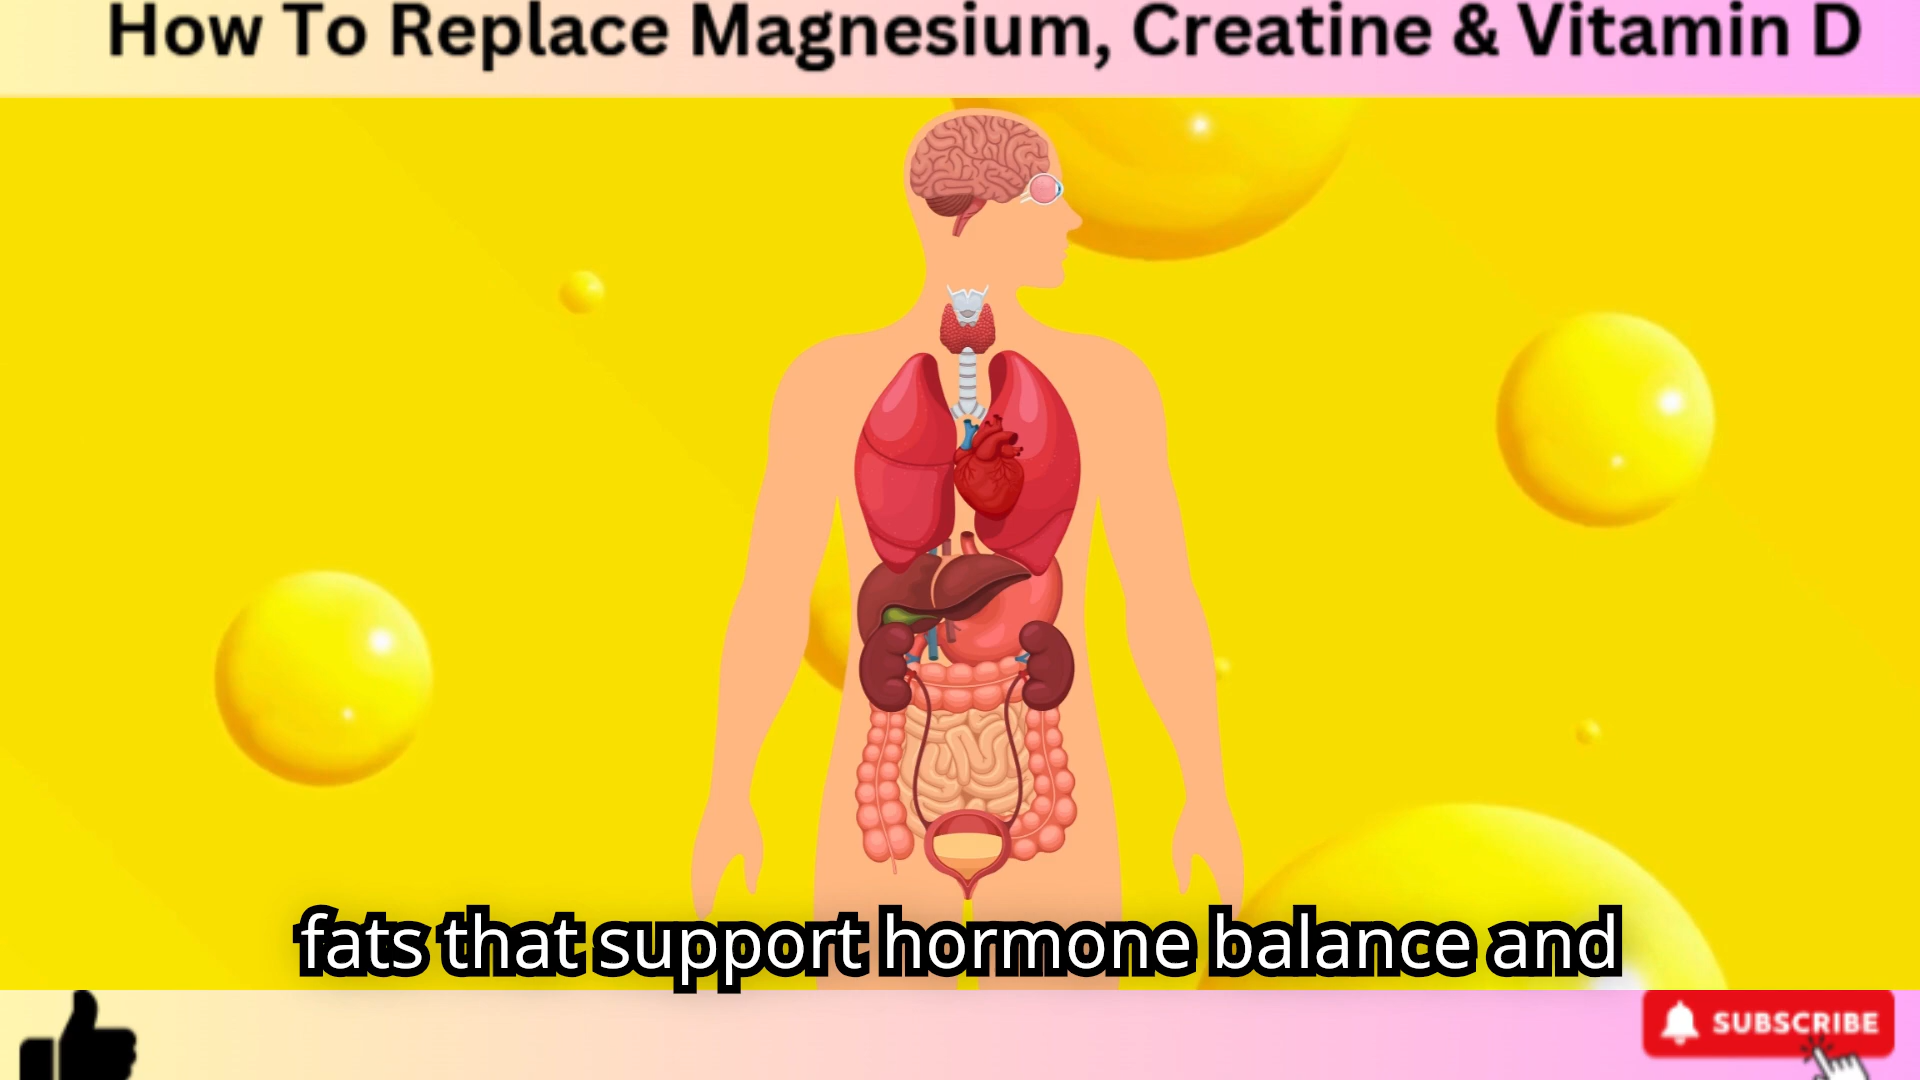 How To Replace Magnesium, Creatine & Vitamin D
fats that support hormone balance and
SUBSCRIBE